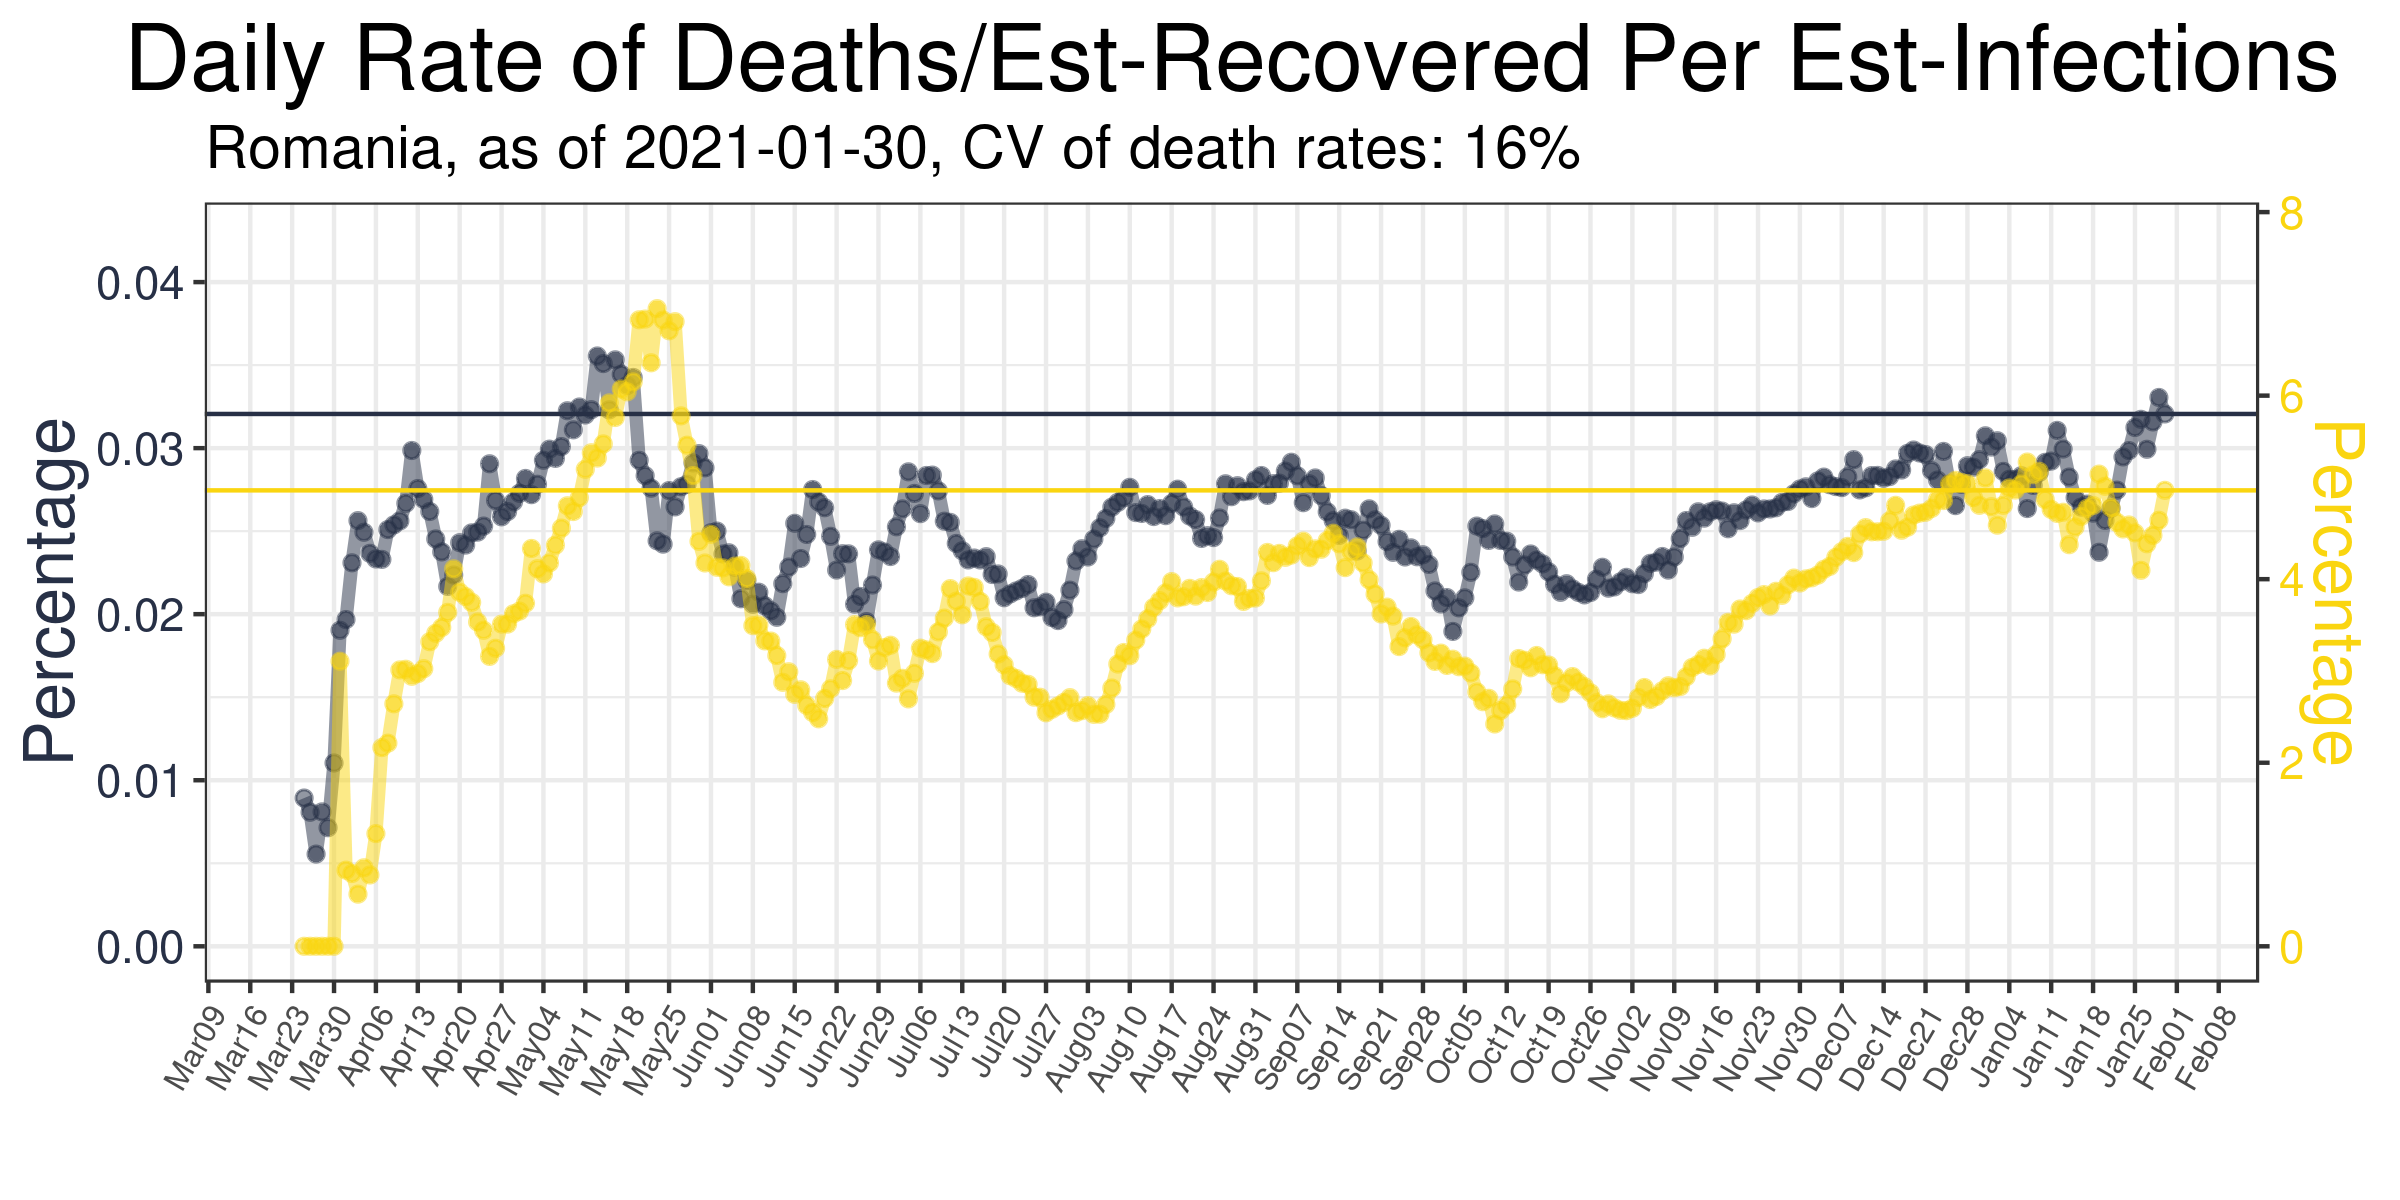 Daily Rate of Deaths/Est-Recovered Per Est-Infections
Romania, as of 2021-01-30, CV of death rates: 16%
Percentage
0.04
0.03
0.02
0.01
0.00
8
6
4
2
0
Percentage
Mar09
Mar16
Mar23
Mar30
Apr06
Apr13
Apr20
Apr27
May04
May11
May18
May25
Jun01
Jun08
Jun15
Jun22
Jun29
Jul06
Jul13
Jul20
Jul27
Aug03
Aug10
Aug17
Aug24
Aug31
Sep07
Sep14
Sep21
Sep28
Oct05
Oct12
Oct19
Oct26
Nov02
Nov09
Nov16
Nov23
Nov30
Dec07
Dec14
Dec21
Dec28
Jan04
Jan11
Jan18
Jan25
Feb01
Feb08